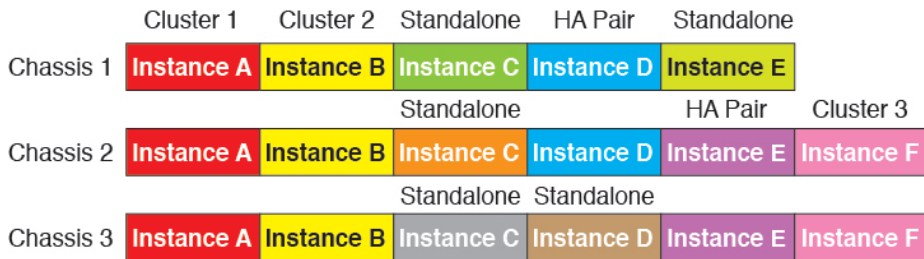 Cluster 1 Cluster 2 Standalone HA Pair Standalone
Chassis 1 Instance A Instance B Instance C Instance D Instance E
Standalone HA Pair Cluster 3
Chassis 2 Instance A Instance B Instance C Instance D Instance E Instance F
Standalone Standalone
Chassis 3 Instance A Instance B Instance C Instance D Instance E Instance F